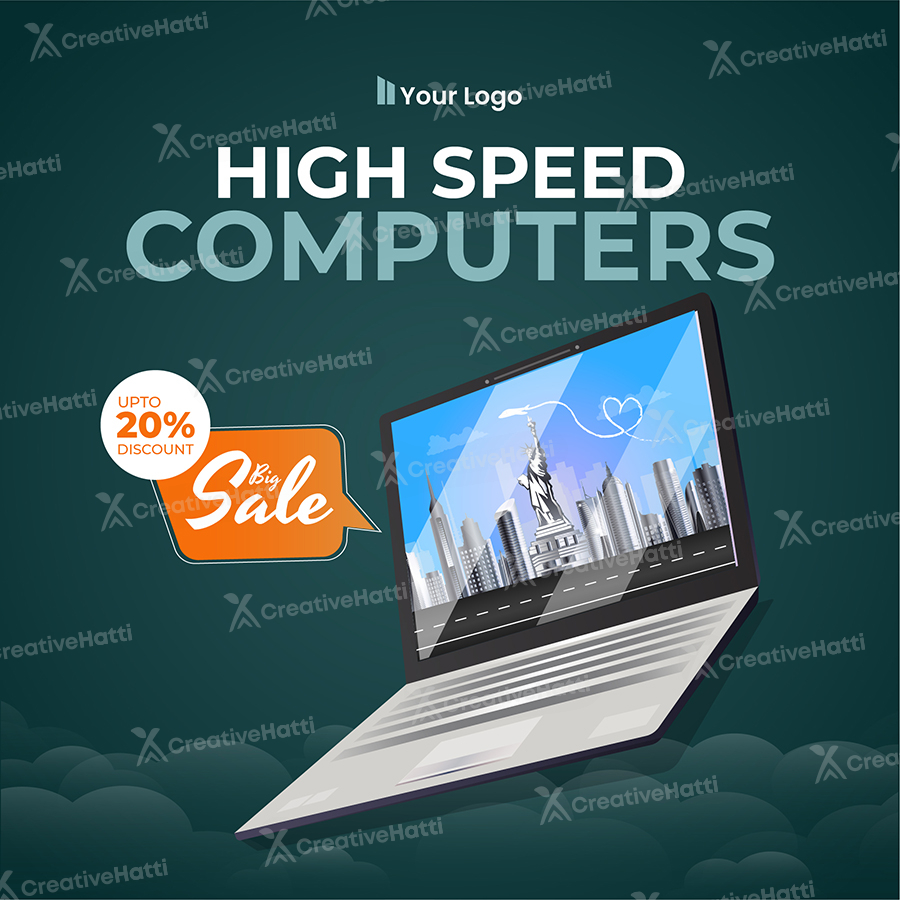 Your Logo
HIGH SPEED
COMPUTERS
UPTO
20%
DISCOUNT
Big
Sale
CreativeHatti